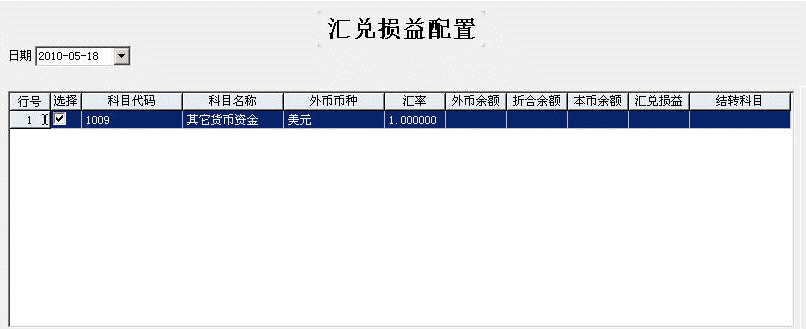 汇兑损益配置
日期 2010-05-18
行号 选择 科目代码 科目名称 外币币种 汇率 外币余额 折合余额 本币余额 汇兑损益 结转科目
1 1009 其它货币资金 美元 1.000000